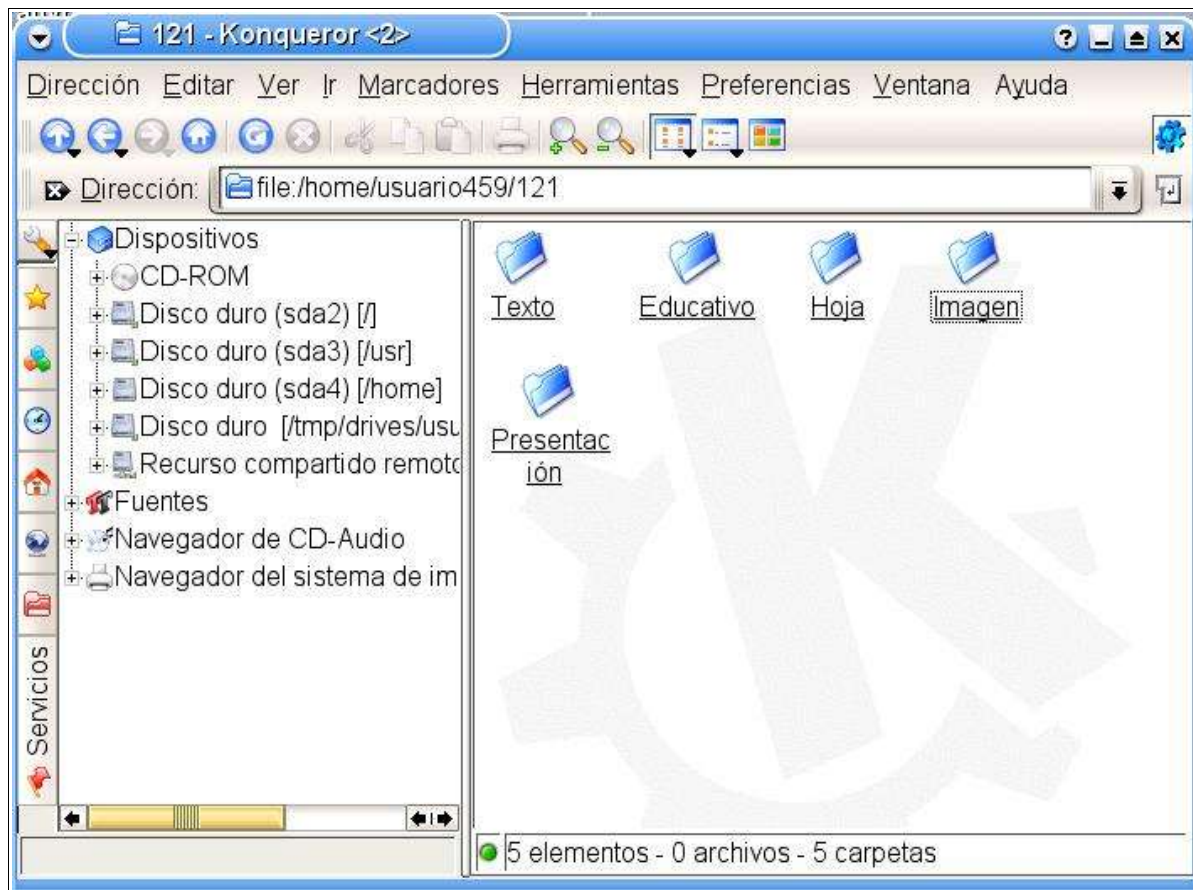 121 - Konqueror <2>
Dirección Editar Ver Ir Marcadores Herramientas Preferencias Ventana Ayuda
Dirección: file:/home/usuario459/121
Dispositivos
CD-ROM
Disco duro (sda2) [/]
Disco duro (sda3) [/usr]
Disco duro (sda4) [/home]
Disco duro [/tmp/drives/usu
Recurso compartido remoto
Fuentes
Navegador de CD-Audio
Navegador del sistema de im
Servicios
Texto Educativo Hoja Imagen
Presentac
ión
5 elementos - 0 archivos - 5 carpetas